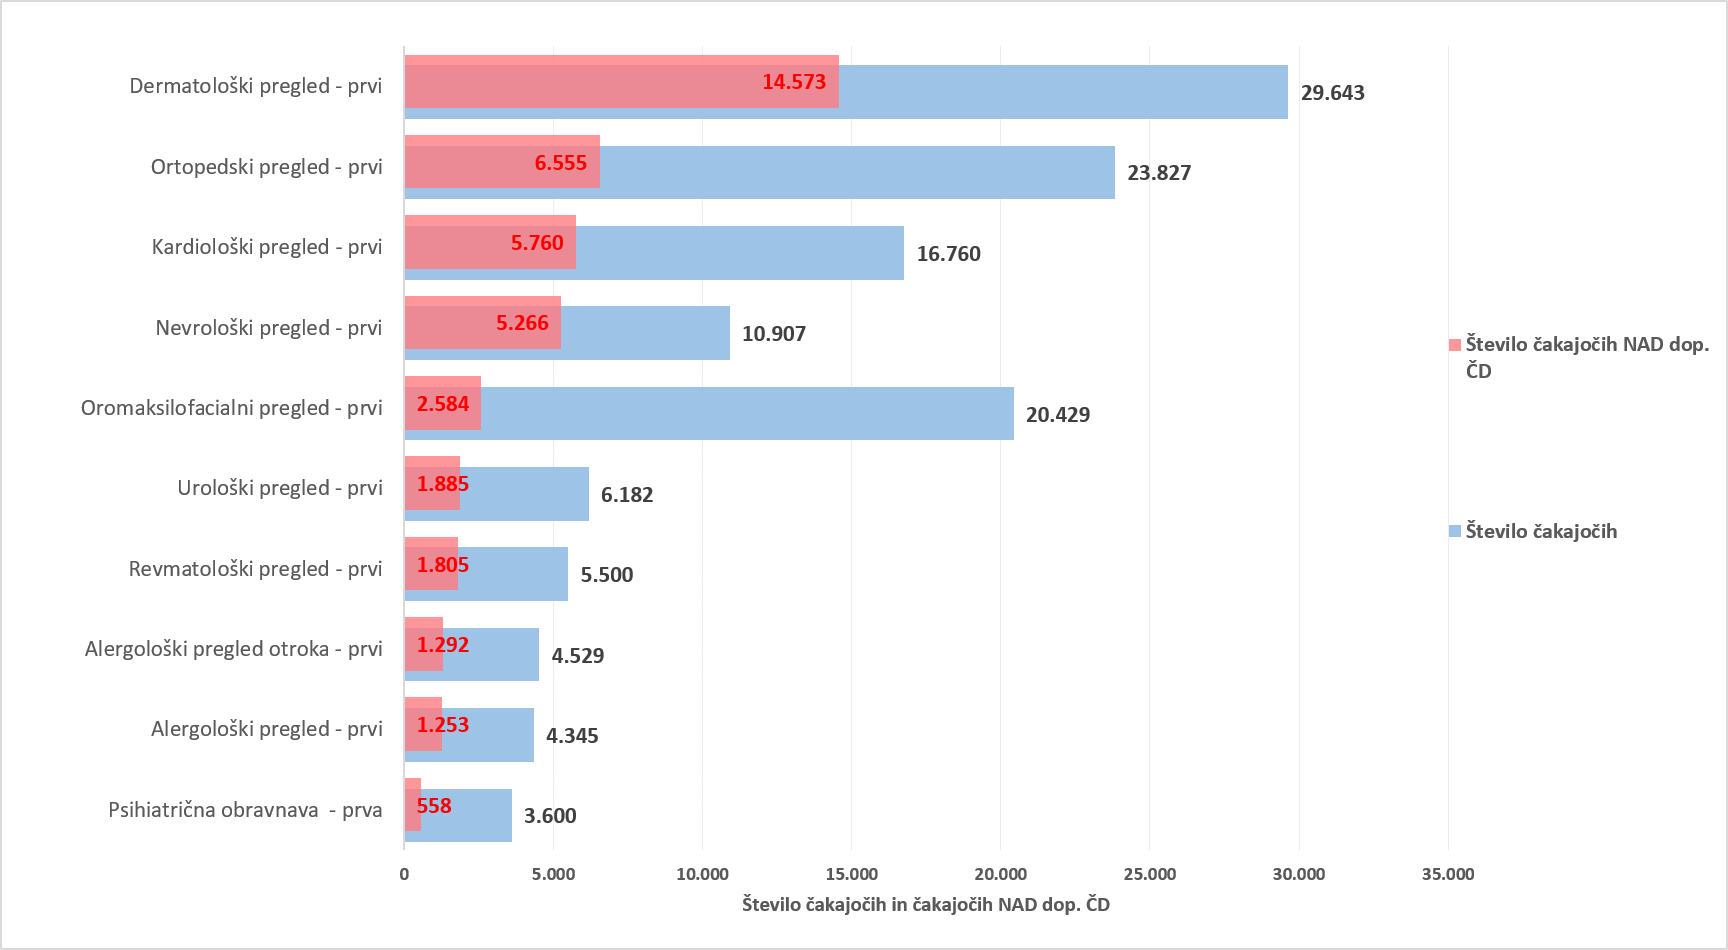 Dermatološki pregled - prvi
14.573
29.643
Ortopedski pregled - prvi
6.555
23.827
Kardiološki pregled - prvi
5.760
16.760
Nevrološki pregled - prvi
5.266
10.907
Oromaksilofacialni pregled - prvi
2.584
20.429
Urološki pregled - prvi
1.885
6.182
Revmatološki pregled - prvi
1.805
5.500
Alergološki pregled otroka - prvi
1.292
4.529
Alergološki pregled - prvi
1.253
4.345
Psihiatrična obravnava  - prva
558
3.600
0 5.000 10.000 15.000 20.000 25.000 30.000 35.000
Število čakajočih in čakajočih NAD dop. ČD
Število čakajočih NAD dop.
ČD
Število čakajočih